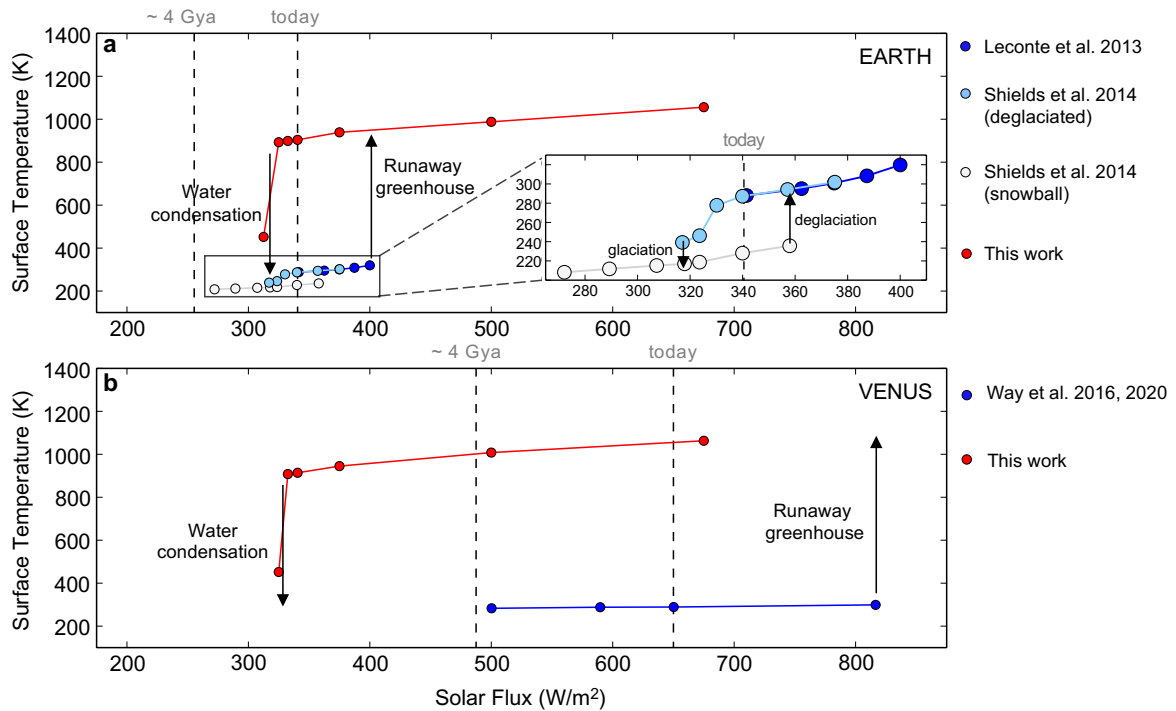 ~ 4 Gya
today
1400
1200
1000
800
600
400
200
Surface Temperature (K)
a
EARTH
Water
condensation
Runaway
greenhouse
today
300
280
260
240
220
glaciation
deglaciation
280
300
320
340
360
380
400
200
300
400
500
600
700
800
Leconte et al. 2013
Shields et al. 2014
(deglaciated)
Shields et al. 2014
(snowball)
This work
~ 4 Gya
today
1400
1200
1000
800
600
400
200
Surface Temperature (K)
b
VENUS
Water
condensation
Runaway
greenhouse
200
300
400
500
600
700
800
Solar Flux (W/m²)
Way et al. 2016, 2020
This work